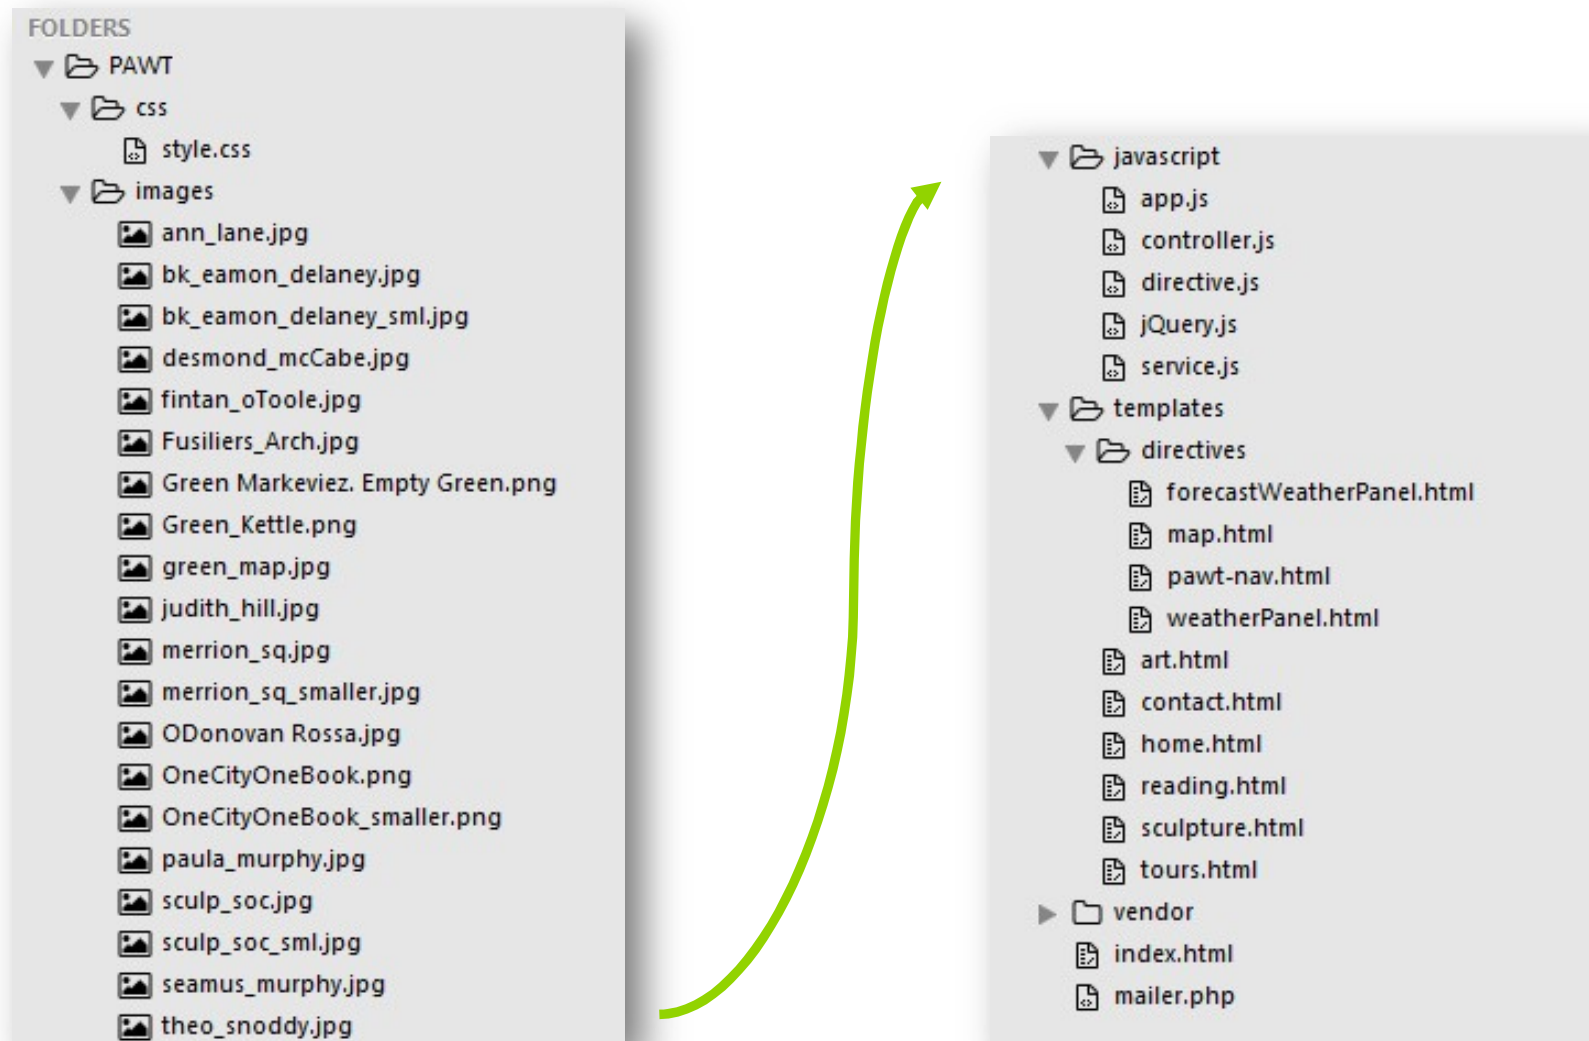 FOLDERS
PAWT
css
style.css
images
ann_lane.jpg
bk_eamon_delaney.jpg
bk_eamon_delaney_sml.jpg
desmond_mcCabe.jpg
fintan_oToole.jpg
Fusiliers_Arch.jpg
Green Markeviez. Empty Green.png
Green_Kettle.png
green_map.jpg
judith_hill.jpg
merrion_sq.jpg
merrion_sq_smaller.jpg
ODonovan Rossa.jpg
OneCityOneBook.png
OneCityOneBook_smaller.png
paula_murphy.jpg
sculp_soc.jpg
sculp_soc_sml.jpg
seamus_murphy.jpg
theo_snoddy.jpg
javascript
app.js
controller.js
directive.js
jQuery.js
service.js
templates
directives
forecastWeatherPanel.html
map.html
pawt-nav.html
weatherPanel.html
art.html
contact.html
home.html
reading.html
sculpture.html
tours.html
vendor
index.html
mailer.php